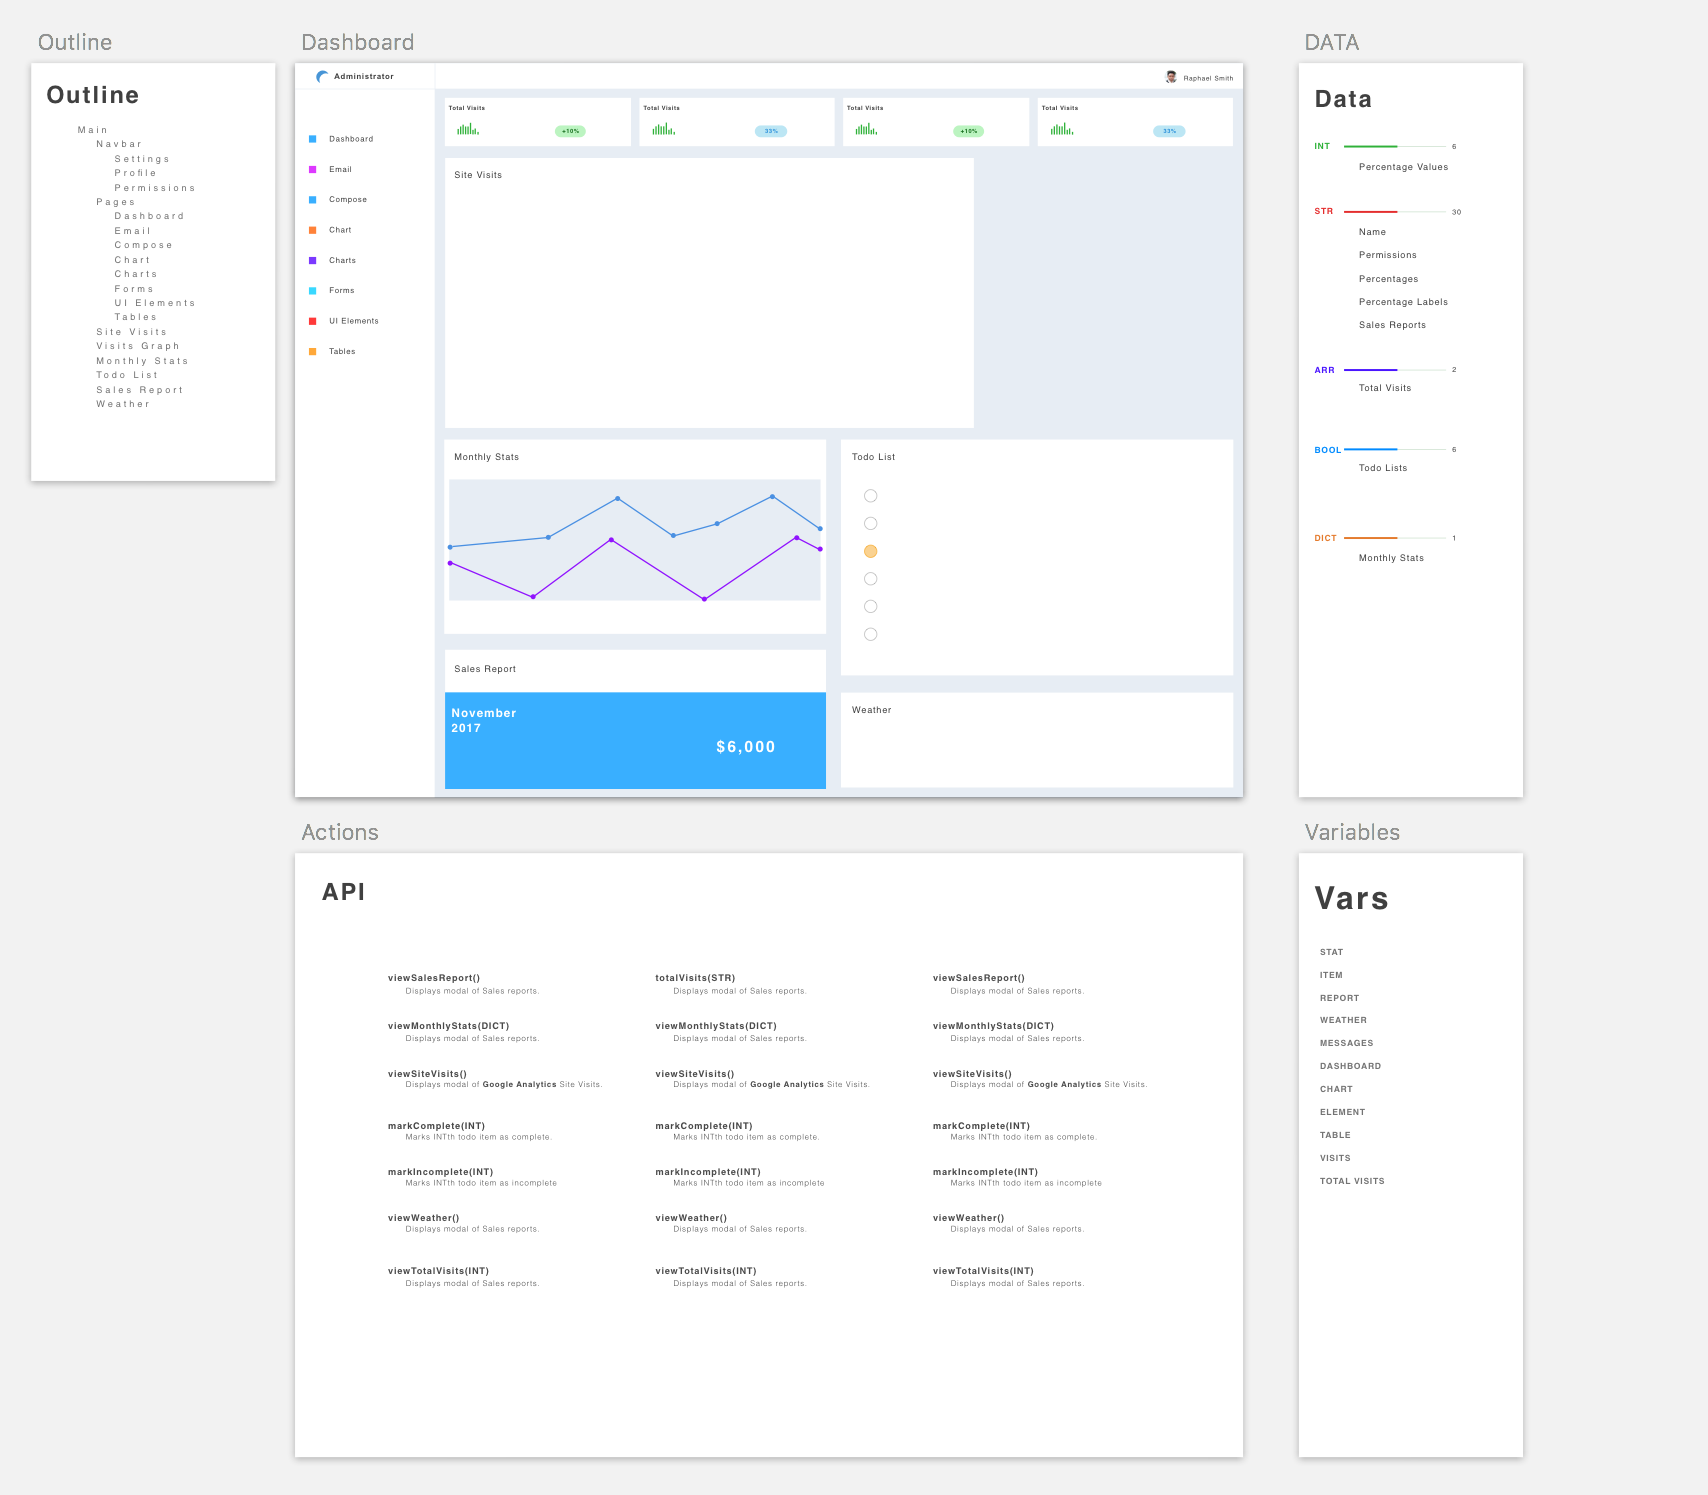 Outline
Outline
Main
Navbar
Settings
Profile
Permissions
Pages
Dashboard
Email
Compose
Chart
Charts
Forms
UI Elements
Tables
Site Visits
Visits Graph
Monthly Stats
Todo List
Sales Report
Weather
Dashboard
Administrator
Raphael Smith
Dashboard
Email
Compose
Chart
Charts
Forms
UI Elements
Tables
Total Visits
+10%
Total Visits
33%
Total Visits
+10%
Total Visits
33%
Site Visits
Monthly Stats
Todo List
Sales Report
November
2017
$6,000
Weather
DATA
Data
INT 6
Percentage Values
STR 30
Name
Permissions
Percentages
Percentage Labels
Sales Reports
ARR 2
Total Visits
BOOL 6
Todo Lists
DICT 1
Monthly Stats
Actions
API
viewSalesReport()
Displays modal of Sales reports.
viewMonthlyStats(DICT)
Displays modal of Sales reports.
viewSiteVisits()
Displays modal of Google Analytics Site Visits.
markComplete(INT)
Marks INTth todo item as complete.
markIncomplete(INT)
Marks INTth todo item as incomplete
viewWeather()
Displays modal of Sales reports.
viewTotalVisits(INT)
Displays modal of Sales reports.
totalVisits(STR)
Displays modal of Sales reports.
viewMonthlyStats(DICT)
Displays modal of Sales reports.
viewSiteVisits()
Displays modal of Google Analytics Site Visits.
markComplete(INT)
Marks INTth todo item as complete.
markIncomplete(INT)
Marks INTth todo item as incomplete
viewWeather()
Displays modal of Sales reports.
viewTotalVisits(INT)
Displays modal of Sales reports.
viewSalesReport()
Displays modal of Sales reports.
viewMonthlyStats(DICT)
Displays modal of Sales reports.
viewSiteVisits()
Displays modal of Google Analytics Site Visits.
markComplete(INT)
Marks INTth todo item as complete.
markIncomplete(INT)
Marks INTth todo item as incomplete
viewWeather()
Displays modal of Sales reports.
viewTotalVisits(INT)
Displays modal of Sales reports.
Variables
Vars
STAT
ITEM
REPORT
WEATHER
MESSAGES
DASHBOARD
CHART
ELEMENT
TABLE
VISITS
TOTAL VISITS